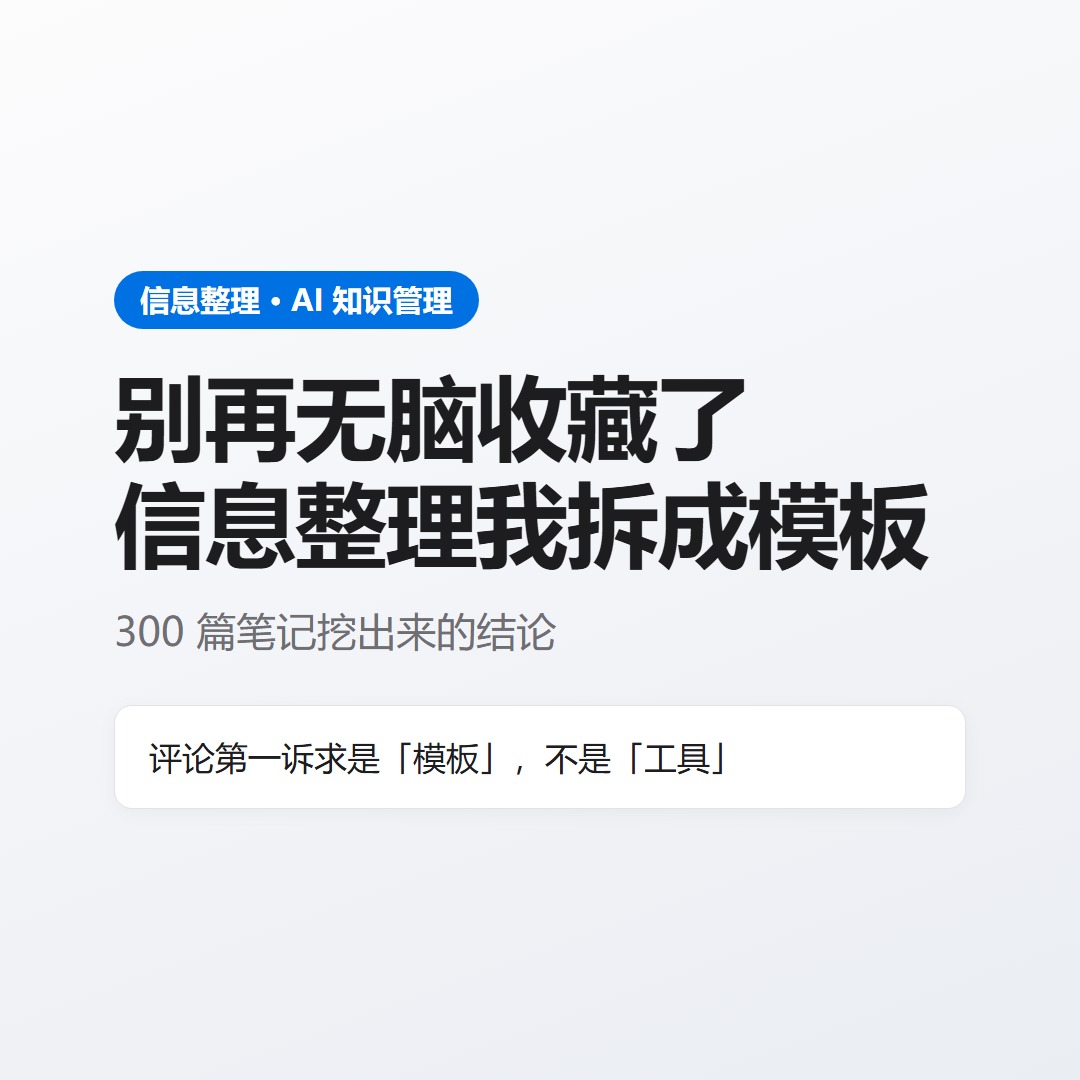 信息整理 · AI 知识管理
别再无脑收藏了
信息整理我拆成模板
300 篇笔记挖出来的结论
评论第一诉求是「模板」，不是「工具」